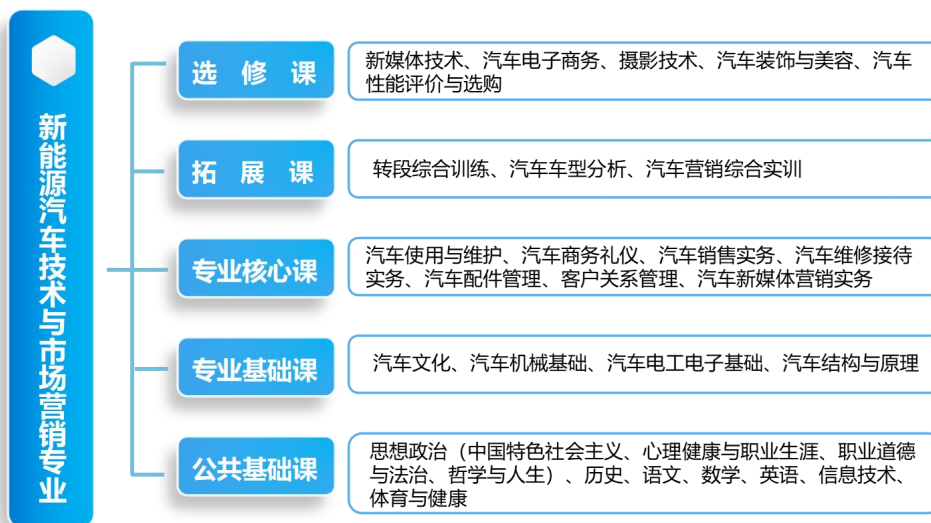 新能源汽车技术与市场营销专业
选修课
新媒体技术、汽车电子商务、摄影技术、汽车装饰与美容、汽车
性能评价与选购
拓展课
转段综合训练、汽车车型分析、汽车营销综合实训
专业核心课
汽车使用与维护、汽车商务礼仪、汽车销售实务、汽车维修接待
实务、汽车配件管理、客户关系管理、汽车新媒体营销实务
专业基础课
汽车文化、汽车机械基础、汽车电工电子基础、汽车结构与原理
公共基础课
思想政治（中国特色社会主义、心理健康与职业生涯、职业道德
与法治、哲学与人生）、历史、语文、数学、英语、信息技术、
体育与健康